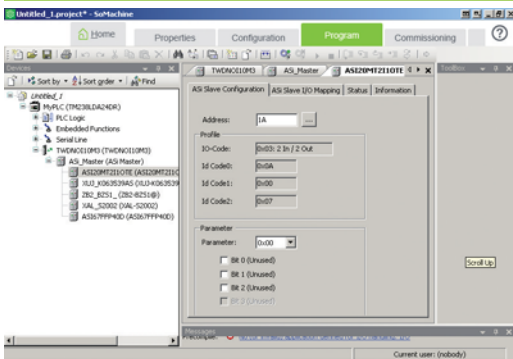 Untitled_1.project* - SoMachine
Home
Properties
Configuration
Program
Commissioning
Devices
Sort by
Sort order
Find
Untitled_1
MyPLC (TM238LDA24DR)
PLC Logic
Embedded Functions
Serial Line
TWDNOI10M3 (TWDNOI10M3)
ASi_Master (ASi Master)
ASI20MT2I1OTE (ASI20MT2I1O
XUJ_K063539AS (XUJ-K063539
ZB2_BZS1_ (ZB2-BZS1@)
XAL_S2002 (XAL-S2002)
ASI67FFP40D (ASI67FFP40D)
TWDNOI10M3
ASi_Master
ASI20MT2I1OTE
ASi Slave Configuration
ASi Slave I/O Mapping
Status
Information
Address:
1A
...
Profile
IO-Code:
0x03: 2 In / 2 Out
Id Code0:
0x0A
Id Code1:
0x00
Id Code2:
0x07
Parameter
Parameter:
0x00
Bit 0 (Unused)
Bit 1 (Unused)
Bit 2 (Unused)
Bit 3 (Unused)
ToolBox
Scroll Up
Messages
Precompile:
Current user: (nobody)